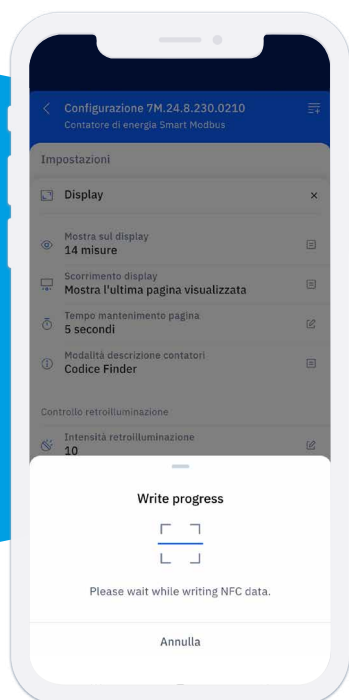 Configurazione 7M.24.8.230.0210
Contatore di energia Smart Modbus
Impostazioni
Display
Mostra sul display
14 misure
Scorrimento display
Mostra l'ultima pagina visualizzata
Tempo mantenimento pagina
5 secondi
Modalità descrizione contatori
Codice Finder
Controllo retroilluminazione
Intensità retroilluminazione
10
Write progress
Please wait while writing NFC data.
Annulla